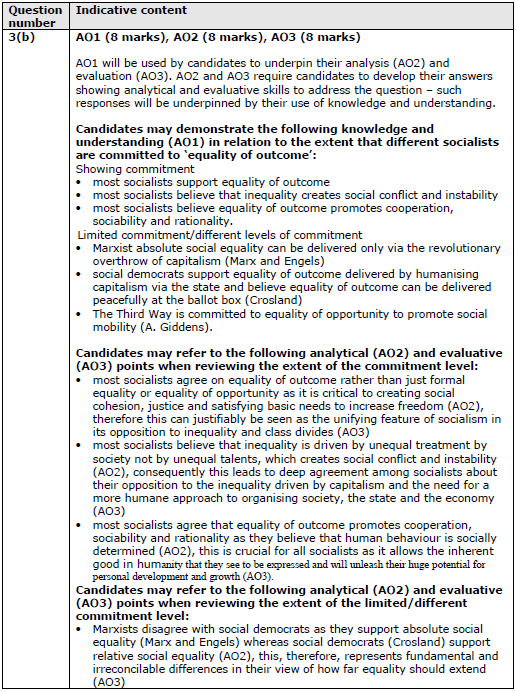 Question Indicative content
number
3(b) AO1 (8 marks), AO2 (8 marks), AO3 (8 marks)
AO1 will be used by candidates to underpin their analysis (AO2) and
evaluation (AO3). AO2 and AO3 require candidates to develop their answers
showing analytical and evaluative skills to address the question – such
responses will be underpinned by their use of knowledge and understanding.
Candidates may demonstrate the following knowledge and
understanding (AO1) in relation to the extent that different socialists
are committed to ‘equality of outcome’:
Showing commitment
• most socialists support equality of outcome
• most socialists believe that inequality creates social conflict and instability
• most socialists believe equality of outcome promotes cooperation,
sociability and rationality.
Limited commitment/different levels of commitment
• Marxist absolute social equality can be delivered only via the revolutionary
overthrow of capitalism (Marx and Engels)
• social democrats support equality of outcome delivered by humanising
capitalism via the state and believe equality of outcome can be delivered
peacefully at the ballot box (Crosland)
• The Third Way is committed to equality of opportunity to promote social
mobility (A. Giddens).
Candidates may refer to the following analytical (AO2) and evaluative
(AO3) points when reviewing the extent of the commitment level:
• most socialists agree on equality of outcome rather than just formal
equality or equality of opportunity as it is critical to creating social
cohesion, justice and satisfying basic needs to increase freedom (AO2),
therefore this can justifiably be seen as the unifying feature of socialism in
its opposition to inequality and class divides (AO3)
• most socialists believe that inequality is driven by unequal treatment by
society not by unequal talents, which creates social conflict and instability
(AO2), consequently this leads to deep agreement among socialists about
their opposition to the inequality driven by capitalism and the need for a
more humane approach to organising society, the state and the economy
(AO3)
• most socialists agree that equality of outcome promotes cooperation,
sociability and rationality as they believe that human behaviour is socially
determined (AO2), this is crucial for all socialists as it allows the inherent
good in humanity that they see to be expressed and will unleash their huge potential for
personal development and growth (AO3).
Candidates may refer to the following analytical (AO2) and evaluative
(AO3) points when reviewing the extent of the limited/different
commitment level:
• Marxists disagree with social democrats as they support absolute social
equality (Marx and Engels) whereas social democrats (Crosland) support
relative social equality (AO2), this, therefore, represents fundamental and
irreconcilable differences in their view of how far equality should extend
(AO3)